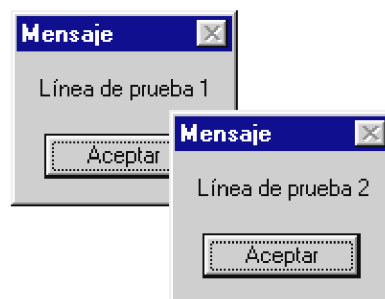 Mensaje
Línea de prueba 1
Aceptar
Mensaje
Línea de prueba 2
Aceptar